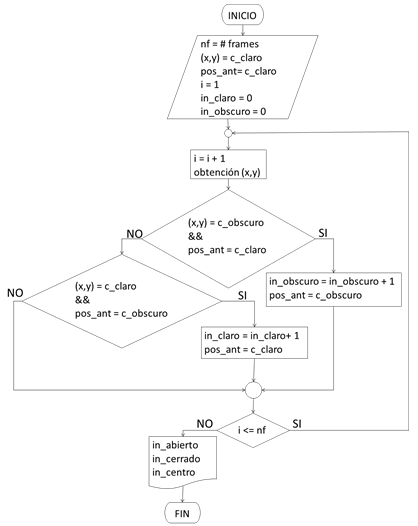 INICIO
nf = # frames
(x,y) = c_claro
pos_ant= c_claro
i = 1
in_claro = 0
in_obscuro = 0
i = i + 1
obtención (x,y)
(x,y) = c_obscuro
&&
pos_ant = c_claro
NO
SI
in_obscuro = in_obscuro + 1
pos_ant = c_obscuro
(x,y) = c_claro
&&
pos_ant = c_obscuro
NO
SI
in_claro = in_claro+ 1
pos_ant = c_claro
i <= nf
NO
SI
in_abierto
in_cerrado
in_centro
FIN